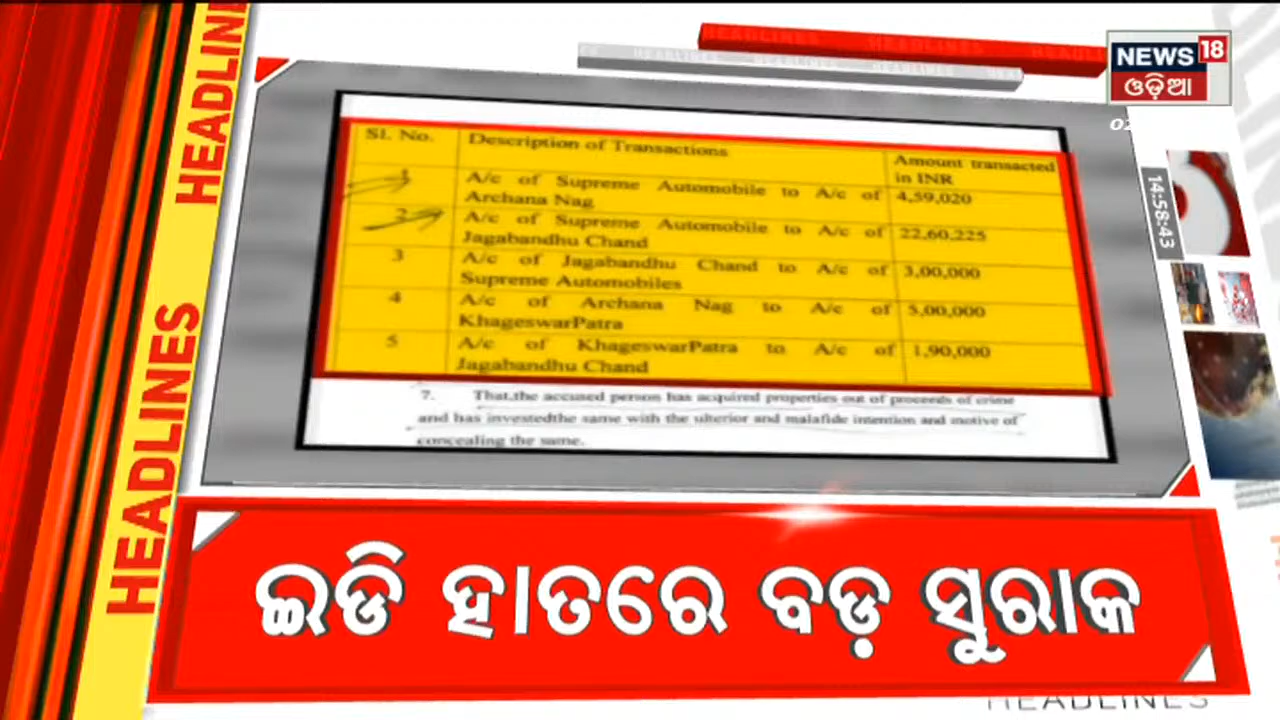 HEADLINES
HEADLINES
HEADLINES
NEWS 18
ଓଡ଼ିଆ
14:58:43
Sl. No.
Description of Transactions
Amount transacted in INR
1
A/c of Supreme Automobile to A/c of
Archana Nag
4,59,020
2
A/c of Supreme Automobile to A/c of
Jagabandhu Chand
22,60,225
3
A/c of Jagabandhu Chand to A/c of
Supreme Automobiles
3,00,000
4
A/c of Archana Nag to A/c of
KhageswarPatra
5,00,000
5
A/c of KhageswarPatra to A/c of
Jagabandhu Chand
1,90,000
7. That,the accused person has acquired properties out of proceeds of crime
and has investedthe same with the ulterior and malafide intention and motive of
concealing the same.
ଇଡି ହାତରେ ବଡ଼ ସୁରାକ
HEADLINES